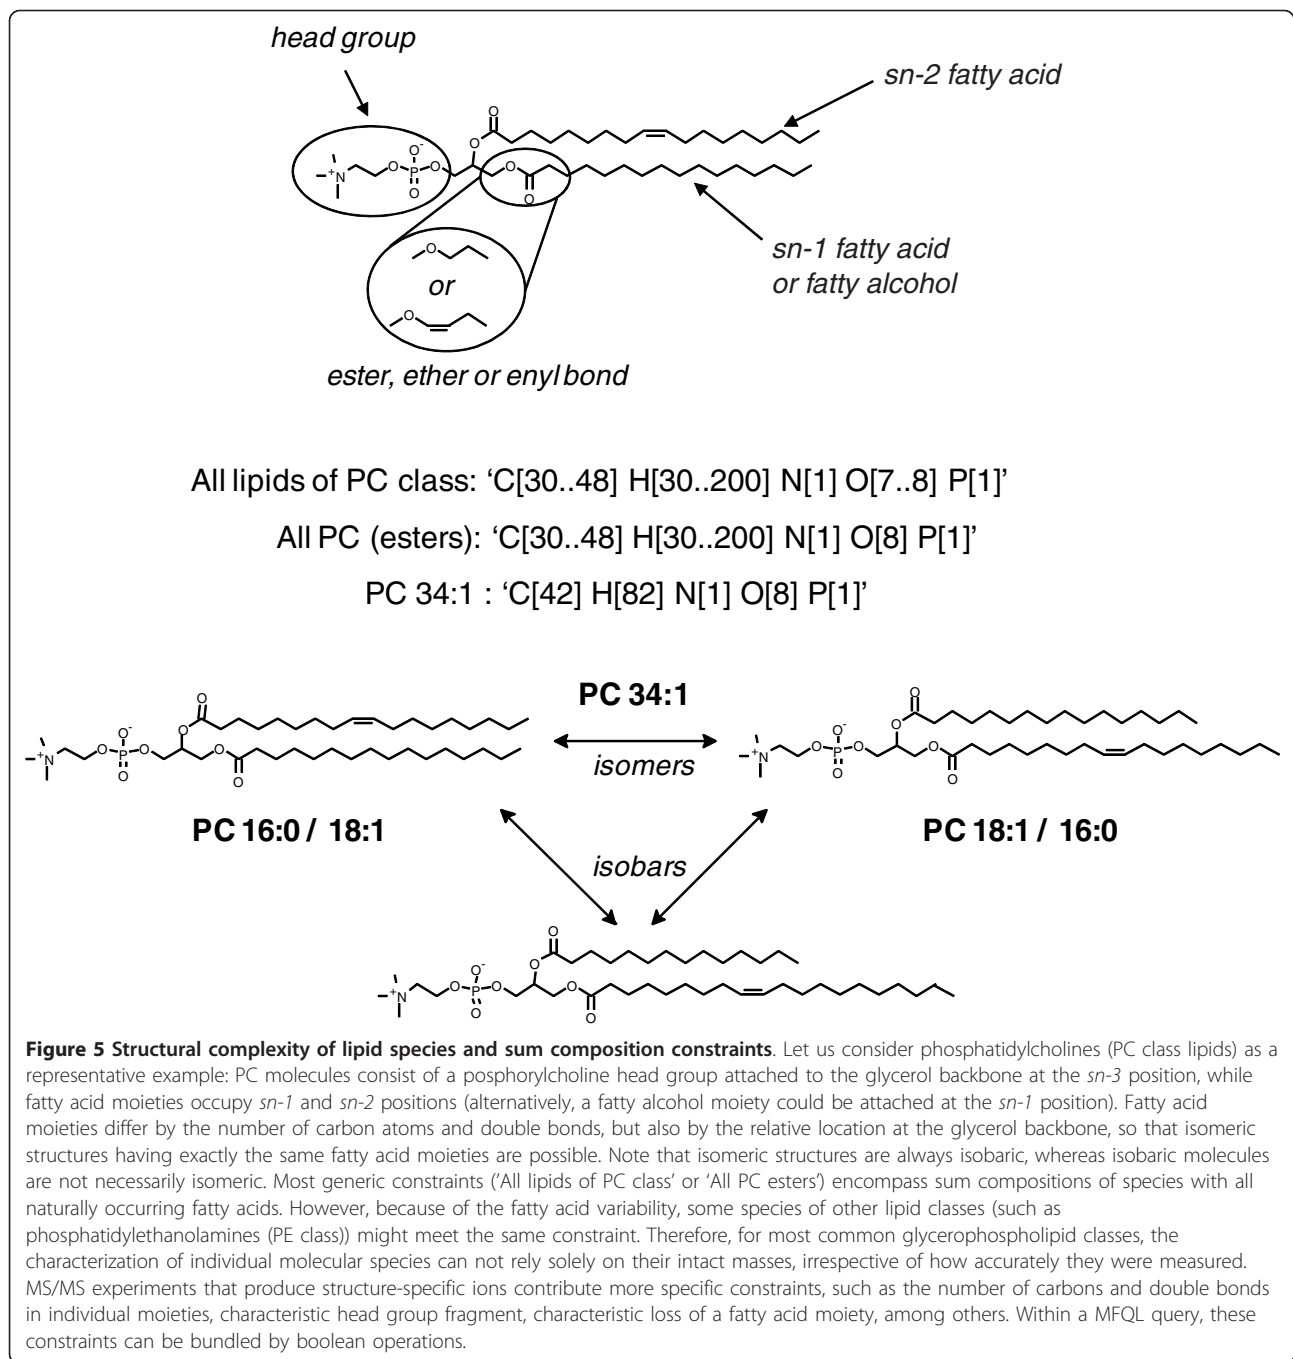 head group
sn-2 fatty acid
O
O
O
O-
O
P
O
+N
O
O
sn-1 fatty acid
or fatty alcohol
O
or
O
ester, ether or enyl bond
All lipids of PC class: ‘C[30..48] H[30..200] N[1] O[7..8] P[1]’
All PC (esters): ‘C[30..48] H[30..200] N[1] O[8] P[1]’
PC 34:1 : ‘C[42] H[82] N[1] O[8] P[1]’
PC 34:1
isomers
O
O
O-
O
P
O
O
+N
O
O
O
O
O-
O
P
O
O
+N
O
O
PC 16:0 / 18:1
PC 18:1 / 16:0
isobars
O
O
O-
O
P
O
O
+N
O
O
Figure 5 Structural complexity of lipid species and sum composition constraints. Let us consider phosphatidylcholines (PC class lipids) as a
representative example: PC molecules consist of a posphorylcholine head group attached to the glycerol backbone at the sn-3 position, while
fatty acid moieties occupy sn-1 and sn-2 positions (alternatively, a fatty alcohol moiety could be attached at the sn-1 position). Fatty acid
moieties differ by the number of carbon atoms and double bonds, but also by the relative location at the glycerol backbone, so that isomeric
structures having exactly the same fatty acid moieties are possible. Note that isomeric structures are always isobaric, whereas isobaric molecules
are not necessarily isomeric. Most generic constraints (’All lipids of PC class’ or ‘All PC esters’) encompass sum compositions of species with all
naturally occurring fatty acids. However, because of the fatty acid variability, some species of other lipid classes (such as
phosphatidylethanolamines (PE class)) might meet the same constraint. Therefore, for most common glycerophospholipid classes, the
characterization of individual molecular species can not rely solely on their intact masses, irrespective of how accurately they were measured.
MS/MS experiments that produce structure-specific ions contribute more specific constraints, such as the number of carbons and double bonds
in individual moieties, characteristic head group fragment, characteristic loss of a fatty acid moiety, among others. Within a MFQL query, these
constraints can be bundled by boolean operations.